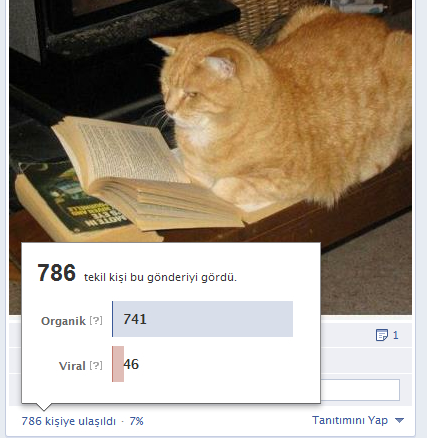 786 tekil kişi bu gönderiyi gördü.
Organik [?] 741
Viral [?] 46
1
786 kişiye ulaşıldı · 7%
Tanıtımını Yap